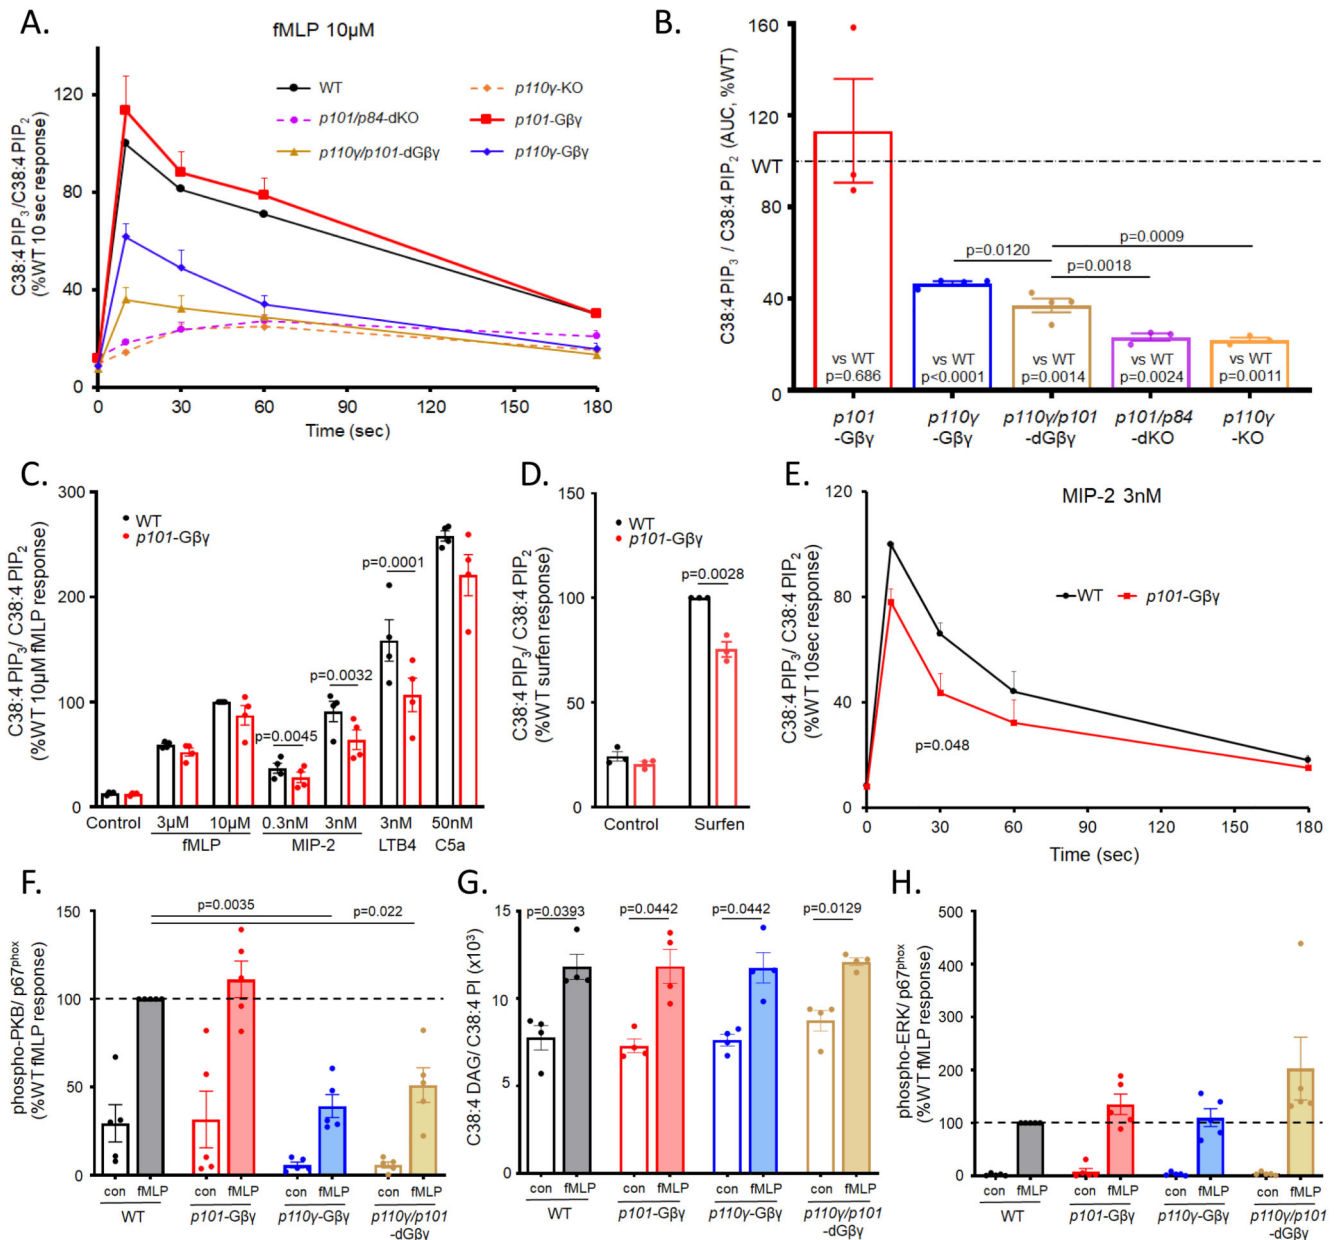 A.
fMLP 10µM
C38:4 PIP3/C38:4 PIP2
(%WT 10 sec response)
120
80
40
0
0 30 60 90 120 150 180
Time (sec)
WT
p110γ-KO
p101/p84-dKO
p101-Gβγ
p110γ/p101-dGβγ
p110γ-Gβγ
B.
C38:4 PIP3 / C38:4 PIP2 (AUC, %WT)
160
120
WT
80
40
0
p=0.0120
p=0.0009
p=0.0018
vs WT
p=0.686
vs WT
p<0.0001
vs WT
p=0.0014
vs WT
p=0.0024
vs WT
p=0.0011
p101
-Gβγ
p110γ
-Gβγ
p110γ/p101
-dGβγ
p101/p84
-dKO
p110γ
-KO
C.
C38:4 PIP3/ C38:4 PIP2
(%WT 10µM fMLP response)
300
200
100
0
WT
p101-Gβγ
p=0.0045
p=0.0032
p=0.0001
Control 3µM 10µM 0.3nM 3nM 3nM 50nM
fMLP MIP-2 LTB4 C5a
D.
C38:4 PIP3/ C38:4 PIP2
(%WT surfen response)
150
100
50
0
WT
p101-Gβγ
p=0.0028
Control Surfen
E.
MIP-2 3nM
C38:4 PIP3/ C38:4 PIP2
(%WT 10sec response)
120
80
40
0
WT p101-Gβγ
p=0.048
0 30 60 90 120 150 180
Time (sec)
F.
phospho-PKB/ p67phox
(%WT fMLP response)
150
100
50
0
p=0.0035
p=0.022
con fMLP con fMLP con fMLP con fMLP
WT p101-Gβγ p110γ-Gβγ p110γ/p101
-dGβγ
G.
C38:4 DAG/ C38:4 PI (x10³)
15
10
5
0
p=0.0393 p=0.0442 p=0.0442 p=0.0129
con fMLP con fMLP con fMLP con fMLP
WT p101-Gβγ p110γ-Gβγ p110γ/p101
-dGβγ
H.
phospho-ERK/ p67phox
(%WT fMLP response)
500
400
300
200
100
0
con fMLP con fMLP con fMLP con fMLP
WT p101-Gβγ p110γ-Gβγ p110γ/p101
-dGβγ